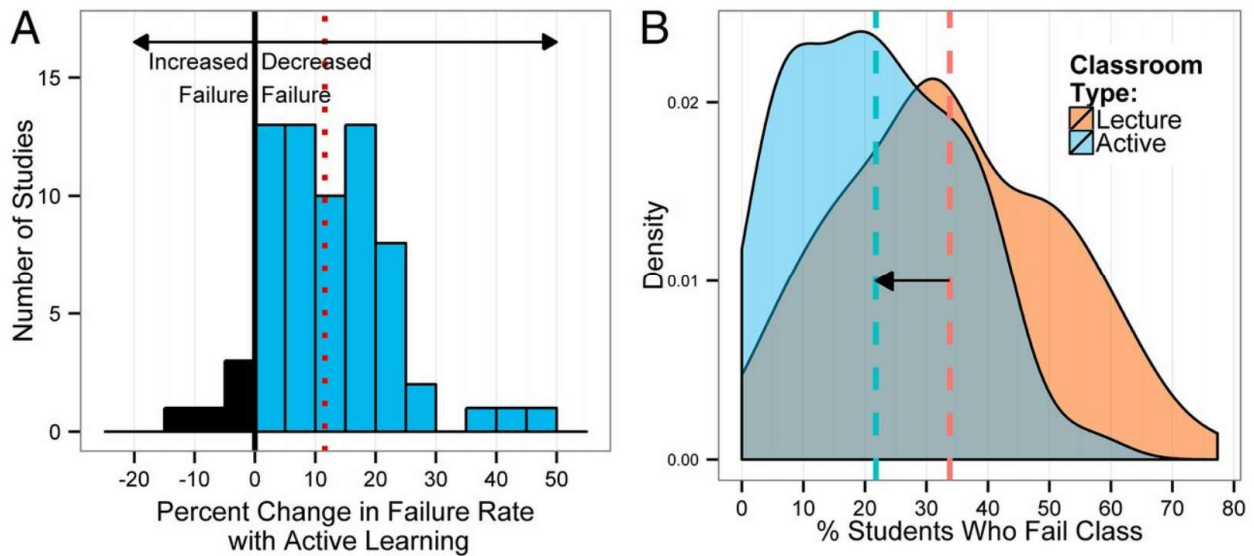 A
Increased
Decreased
Failure
Failure
15
10
5
0
Number of Studies
-20 -10 0 10 20 30 40 50
Percent Change in Failure Rate
with Active Learning
B
Classroom
Type:
Lecture
Active
0.02
0.01
0.00
Density
0 10 20 30 40 50 60 70 80
% Students Who Fail Class